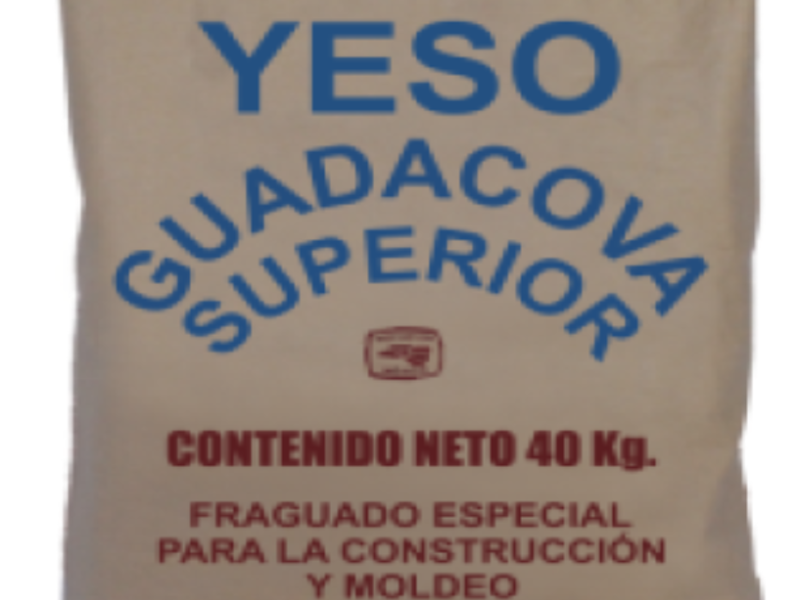 YESO
GUADACOVA
SUPERIOR
CONTENIDO NETO 40 Kg.
FRAGUADO ESPECIAL
PARA LA CONSTRUCCIÓN
Y MOLDEO